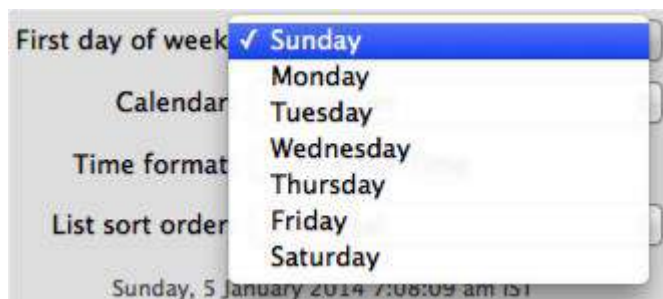 First day of week ✓ Sunday
Monday
Calendar
Tuesday
Wednesday
Time format
Thursday
List sort order
Friday
Saturday
Sunday, 5 January 2014 7:08:09 am IST